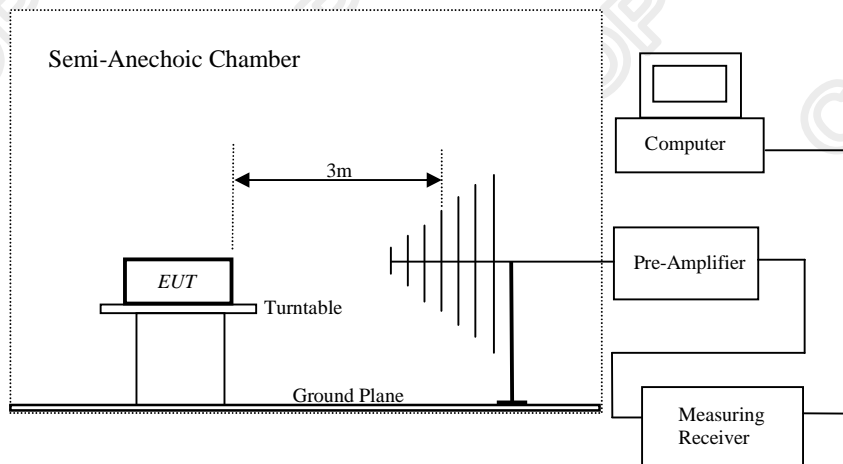 Semi-Anechoic Chamber
Computer
3m
Pre-Amplifier
EUT
Turntable
Ground Plane
Measuring
Receiver